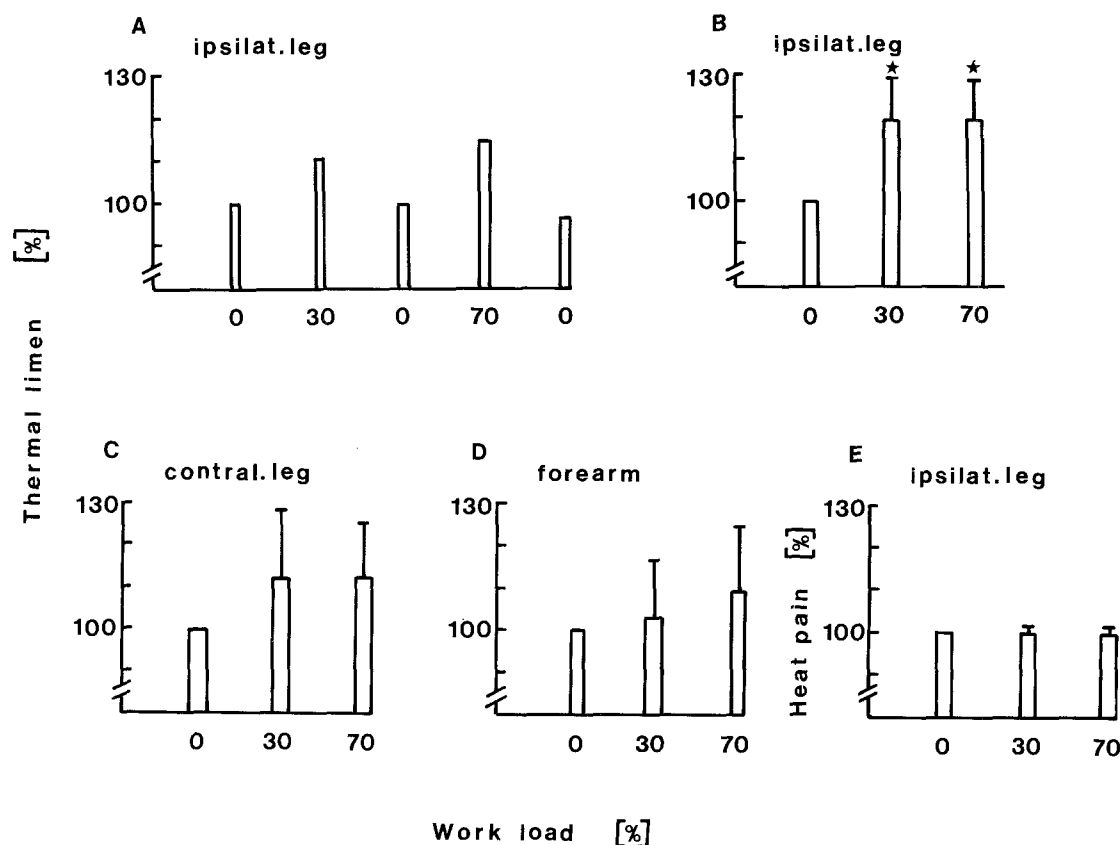 A
ipsilat.leg
130
100
0 30 0 70 0
B
ipsilat.leg
130
★ ★
100
0 30 70
Thermal limen [%]
C
contral.leg
130
100
0 30 70
D
forearm
130
100
0 30 70
E
ipsilat.leg
130
100
Heat pain [%]
0 30 70
Work load [%]